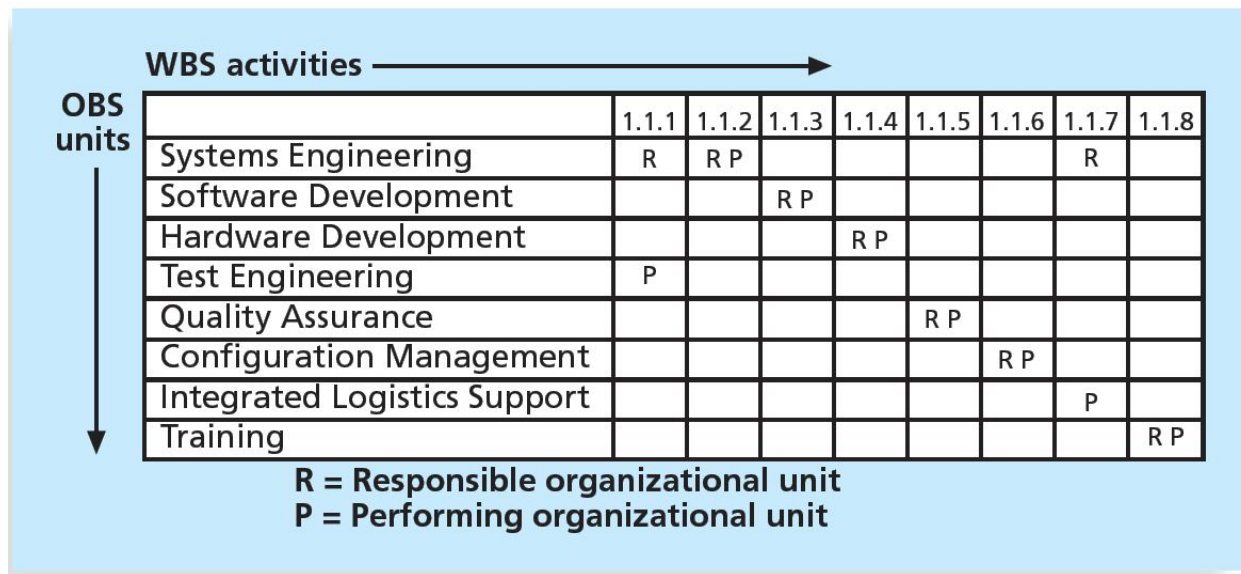 WBS activities
OBS units
1.1.1 1.1.2 1.1.3 1.1.4 1.1.5 1.1.6 1.1.7 1.1.8
Systems Engineering R R P R
Software Development R P
Hardware Development R P
Test Engineering P
Quality Assurance R P
Configuration Management R P
Integrated Logistics Support P
Training R P
R = Responsible organizational unit
P = Performing organizational unit